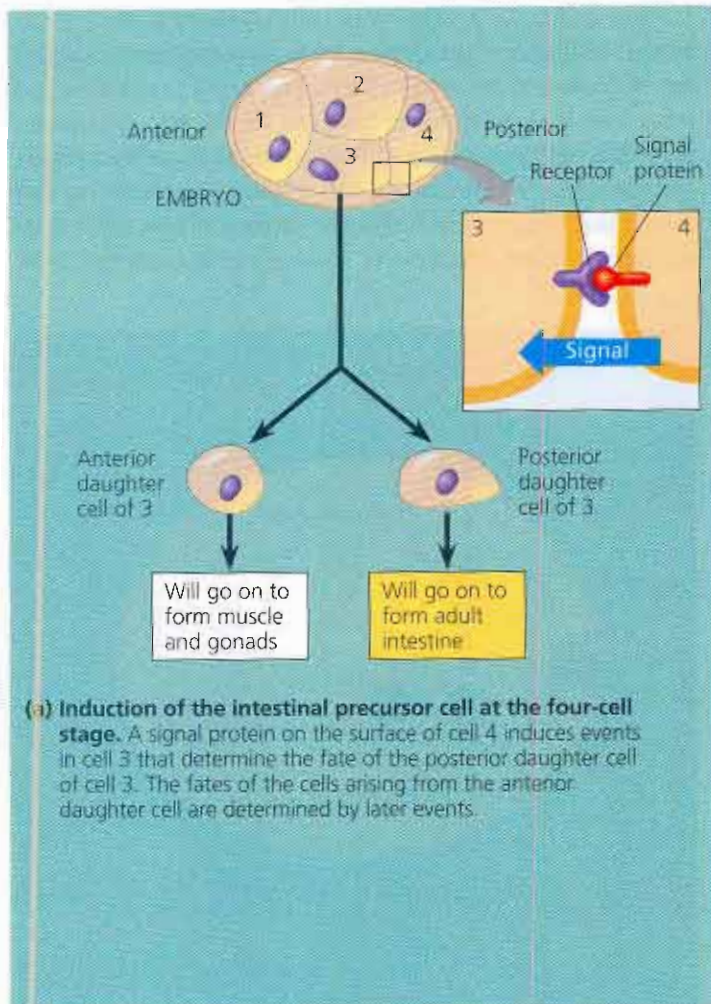 2
1
4
3
Anterior
Posterior
EMBRYO
Receptor
Signal
protein
3
4
Signal
Anterior
daughter
cell of 3
Posterior
daughter
cell of 3
Will go on to
form muscle
and gonads
Will go on to
form adult
intestine
(a) Induction of the intestinal precursor cell at the four-cell
stage. A signal protein on the surface of cell 4 induces events
in cell 3 that determine the fate of the posterior daughter cell
of cell 3. The fates of the cells arising from the anterior
daughter cell are determined by later events.